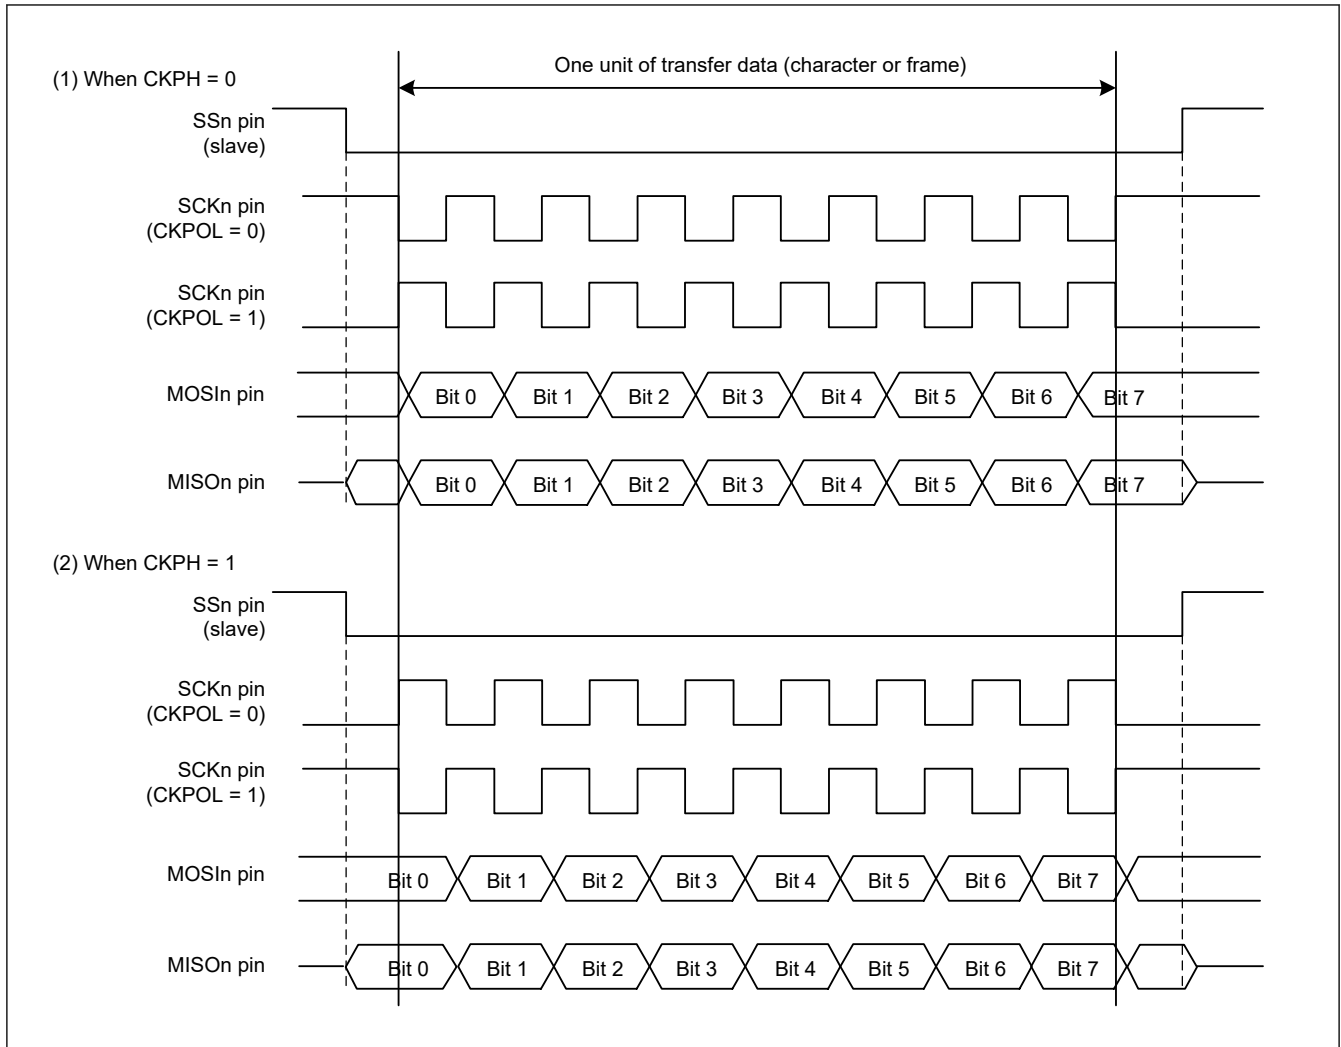 (1) When CKPH = 0
One unit of transfer data (character or frame)
SSn pin
(slave)
SCKn pin
(CKPOL = 0)
SCKn pin
(CKPOL = 1)
MOSIn pin
Bit 0 Bit 1 Bit 2 Bit 3 Bit 4 Bit 5 Bit 6 Bit 7
MISOn pin
Bit 0 Bit 1 Bit 2 Bit 3 Bit 4 Bit 5 Bit 6 Bit 7
(2) When CKPH = 1
SSn pin
(slave)
SCKn pin
(CKPOL = 0)
SCKn pin
(CKPOL = 1)
MOSIn pin
Bit 0 Bit 1 Bit 2 Bit 3 Bit 4 Bit 5 Bit 6 Bit 7
MISOn pin
Bit 0 Bit 1 Bit 2 Bit 3 Bit 4 Bit 5 Bit 6 Bit 7